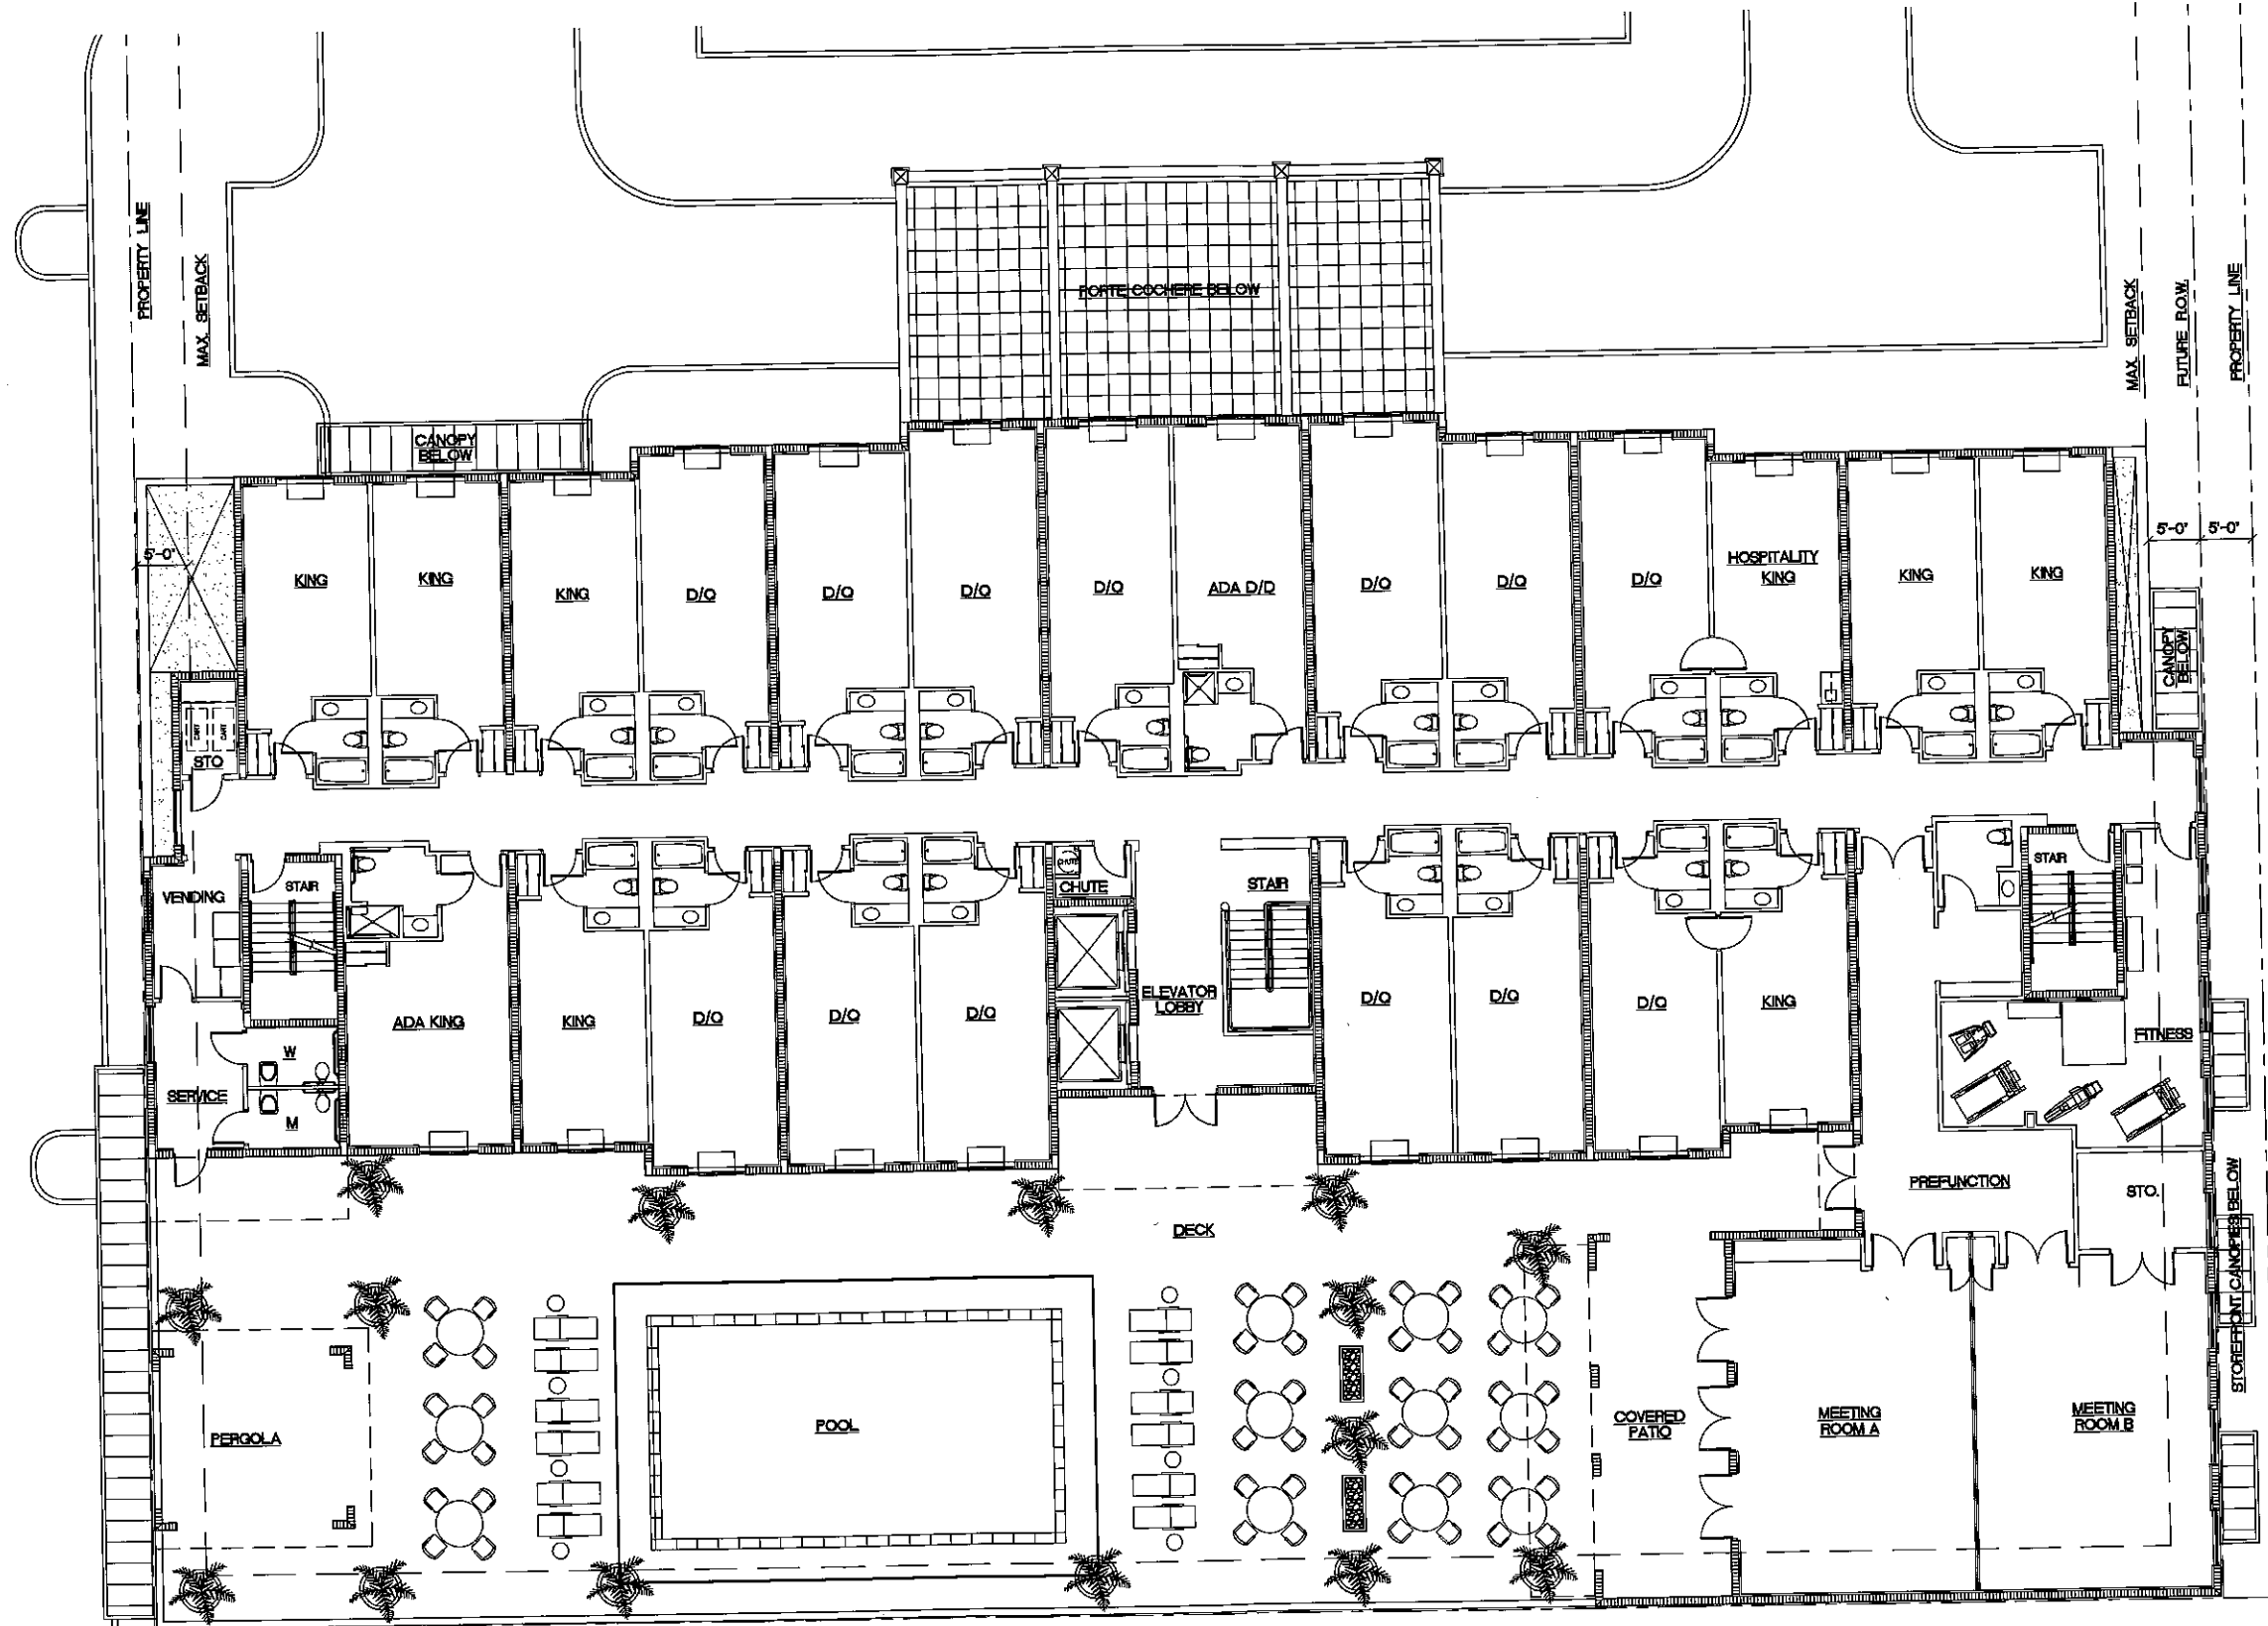 PROPERTY LINE
MAX. SETBACK
PORTE COCHERE BELOW
MAX. SETBACK
FUTURE R.O.W.
PROPERTY LINE
CANOPY
BELOW
5'-0"
5'-0"
5'-0"
KING
KING
KING
D/Q
D/Q
D/Q
D/Q
ADA D/D
D/Q
D/Q
D/Q
HOSPITALITY
KING
KING
KING
CANOPY
BELOW
CART
CART
STO
VENDING
STAIR
CHUTE
CHUTE
STAIR
STAIR
ADA KING
KING
D/Q
D/Q
D/Q
ELEVATOR
LOBBY
D/Q
D/Q
D/Q
KING
FITNESS
W
SERVICE
M
PREFUNCTION
STO.
DECK
STOREFRONT CANOPIES BELOW
PERGOLA
POOL
COVERED
PATIO
MEETING
ROOM A
MEETING
ROOM B